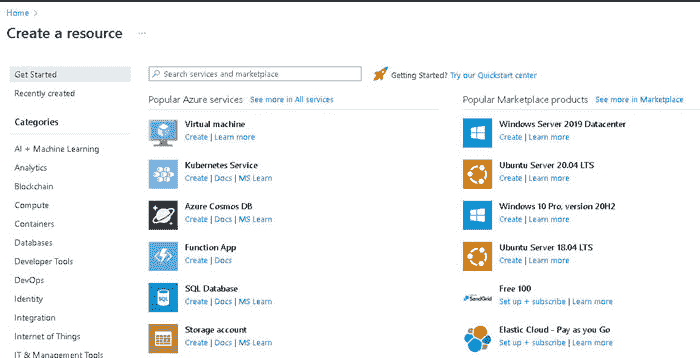 Home >
Create a resource ...
Get Started
Recently created
Categories
AI + Machine Learning
Analytics
Blockchain
Compute
Containers
Databases
Developer Tools
DevOps
Identity
Integration
Internet of Things
IT & Management Tools
Search services and marketplace
Getting Started? Try our Quickstart center
Popular Azure services See more in All services
Virtual machine
Create | Learn more
Kubernetes Service
Create | Docs | MS Learn
Azure Cosmos DB
Create | Docs | MS Learn
Function App
Create | Docs
SQL Database
Create | Docs | MS Learn
Storage account
Create | Docs | MS Learn
Popular Marketplace products See more in Marketplace
Windows Server 2019 Datacenter
Create | Learn more
Ubuntu Server 20.04 LTS
Create | Learn more
Windows 10 Pro, version 20H2
Create | Learn more
Ubuntu Server 18.04 LTS
Create | Learn more
SendGrid
Free 100
Set up + subscribe | Learn more
Elastic Cloud - Pay as you Go
Set up + subscribe | Learn more